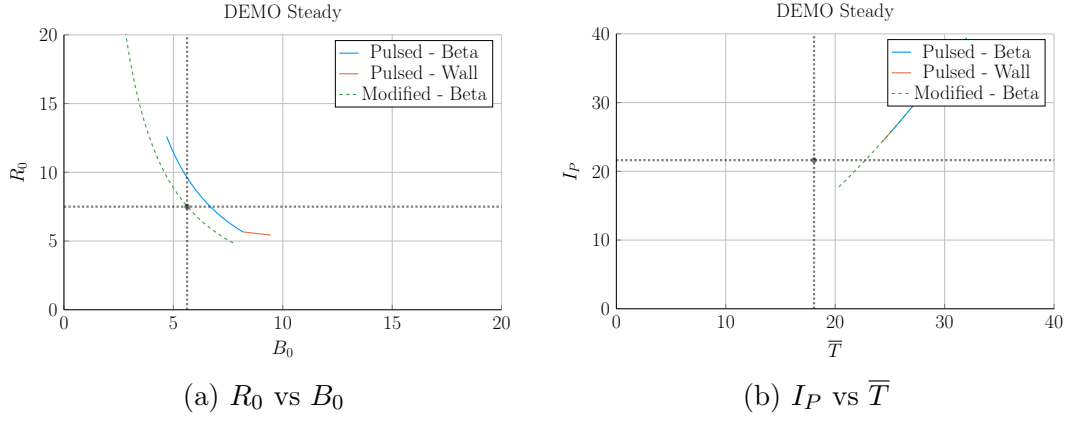 DEMO Steady
20
15
10
5
0
R₀
Pulsed - Beta
Pulsed - Wall
Modified - Beta
0 5 10 15 20
B₀
(a) R₀ vs B₀
DEMO Steady
40
30
20
10
0
I_P
Pulsed - Beta
Pulsed - Wall
Modified - Beta
0 10 20 30 40
T̅
(b) I_P vs T̅